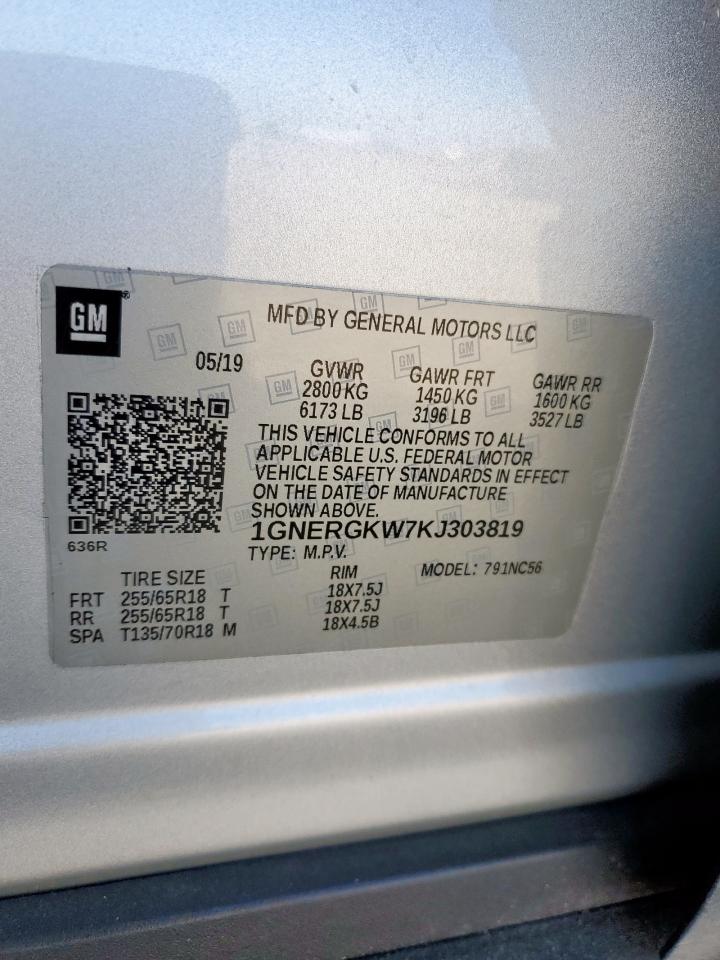 GM
MFD BY GENERAL MOTORS LLC
05/19
GVWR GAWR FRT GAWR RR
2800 KG 1450 KG 1600 KG
6173 LB 3196 LB 3527 LB
THIS VEHICLE CONFORMS TO ALL
APPLICABLE U.S. FEDERAL MOTOR
VEHICLE SAFETY STANDARDS IN EFFECT
ON THE DATE OF MANUFACTURE
SHOWN ABOVE.
1GNERGKW7KJ303819
636R
TYPE: M.P.V. MODEL: 791NC56
TIRE SIZE RIM
FRT 255/65R18 T 18X7.5J
RR 255/65R18 T 18X7.5J
SPA T135/70R18 M 18X4.5B